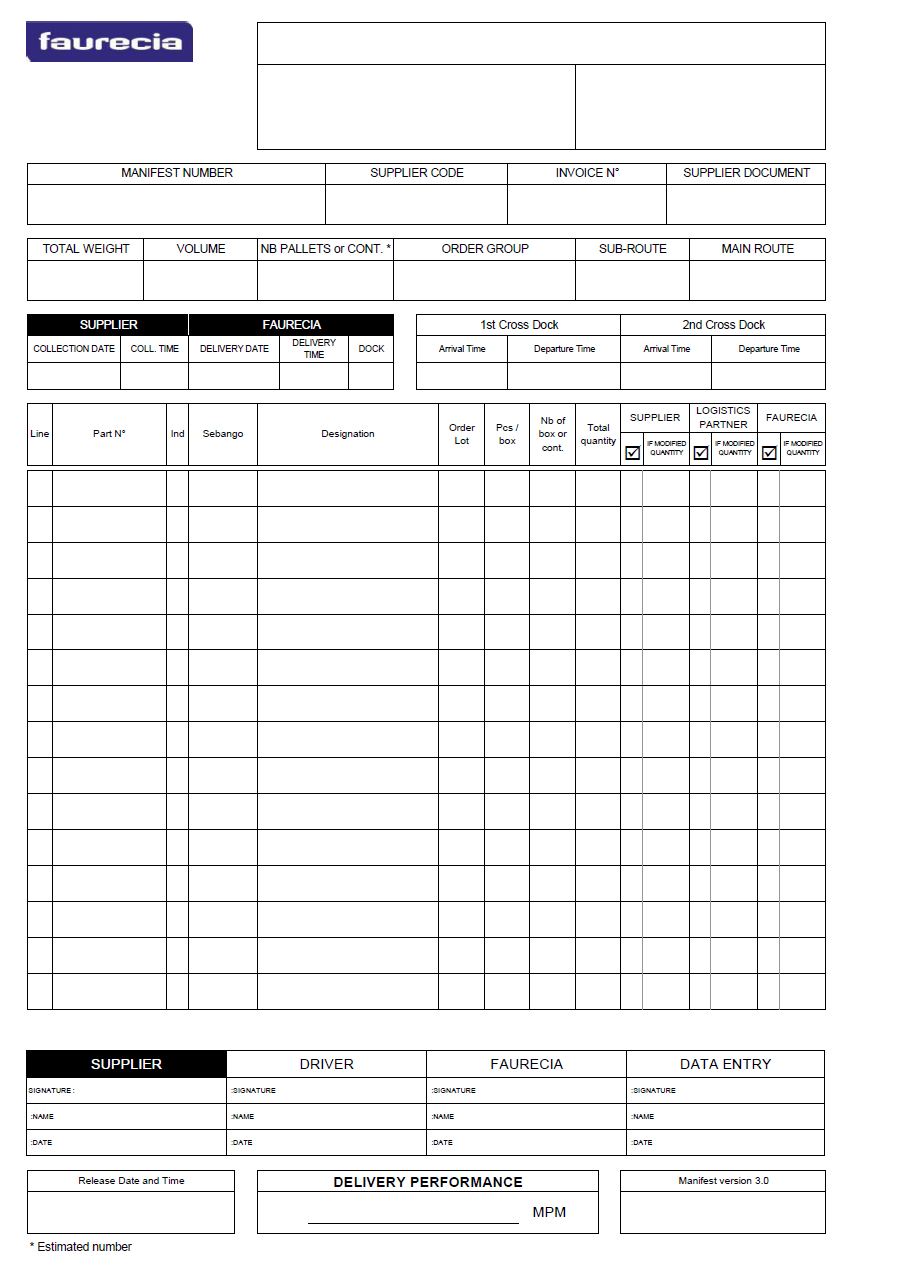 faurecia
MANIFEST NUMBER SUPPLIER CODE INVOICE N° SUPPLIER DOCUMENT
TOTAL WEIGHT VOLUME NB PALLETS or CONT. * ORDER GROUP SUB-ROUTE MAIN ROUTE
SUPPLIER FAURECIA 1st Cross Dock 2nd Cross Dock
COLLECTION DATE COLL. TIME DELIVERY DATE DELIVERY TIME DOCK Arrival Time Departure Time Arrival Time Departure Time
Line Part N° Ind Sebango Designation Order Lot Pcs / box Nb of box or cont. Total quantity SUPPLIER LOGISTICS PARTNER FAURECIA
IF MODIFIED QUANTITY IF MODIFIED QUANTITY IF MODIFIED QUANTITY
SUPPLIER DRIVER FAURECIA DATA ENTRY
SIGNATURE : :SIGNATURE :SIGNATURE :SIGNATURE
:NAME :NAME :NAME :NAME
:DATE :DATE :DATE :DATE
Release Date and Time DELIVERY PERFORMANCE Manifest version 3.0
MPM
* Estimated number